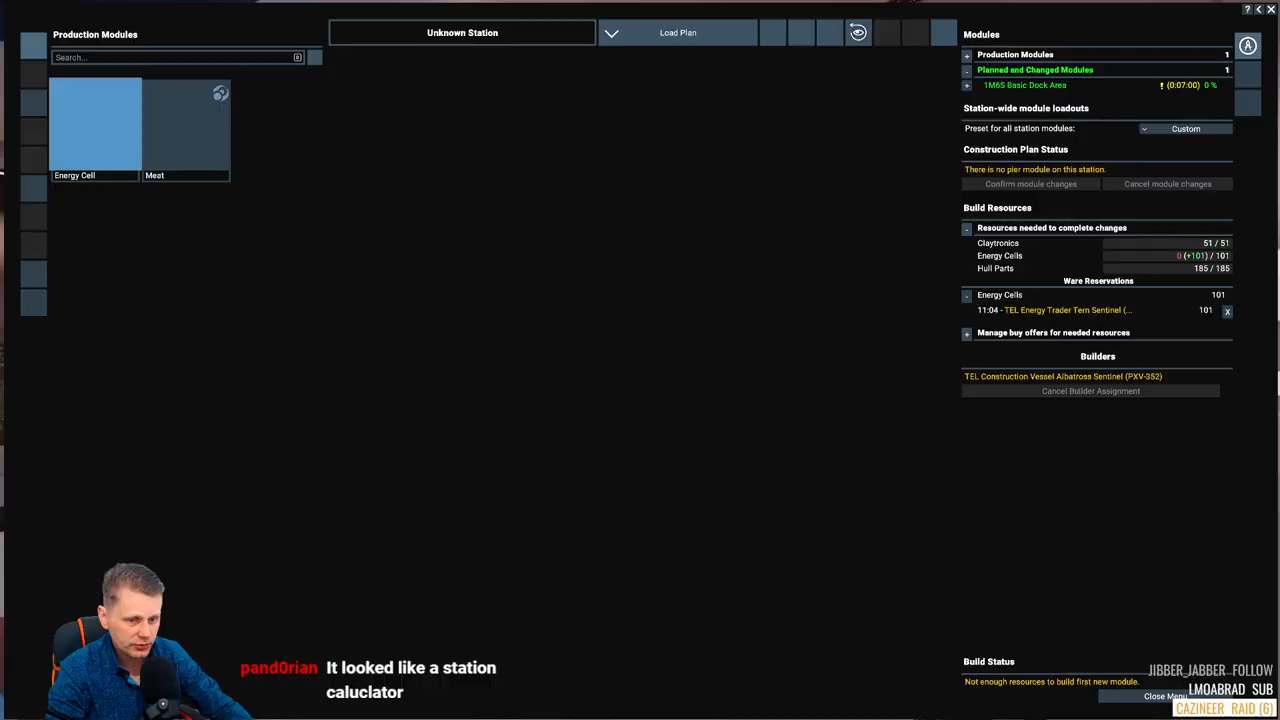 Production Modules
Search...
Energy Cell
Meat
Unknown Station
Load Plan
?
Modules
+ Production Modules 1
- Planned and Changed Modules 1
+ 1M6S Basic Dock Area ! (0:07:00) 0 %
Station-wide module loadouts
Preset for all station modules: Custom
Construction Plan Status
There is no pier module on this station.
Confirm module changes Cancel module changes
Build Resources
- Resources needed to complete changes
Claytronics 51 / 51
Energy Cells 0 (+101) / 101
Hull Parts 185 / 185
Ware Reservations
- Energy Cells 101
11:04 - TEL Energy Trader Tern Sentinel (... 101 X
+ Manage buy offers for needed resources
Builders
TEL Construction Vessel Albatross Sentinel (PXV-352)
Cancel Builder Assignment
Build Status
Not enough resources to build first new module.
Close Menu
JIBBER_JABBER_FOLLOW
LMOABRAD SUB
CAZINEER RAID (6)
pand0rian It looked like a station
caluclator